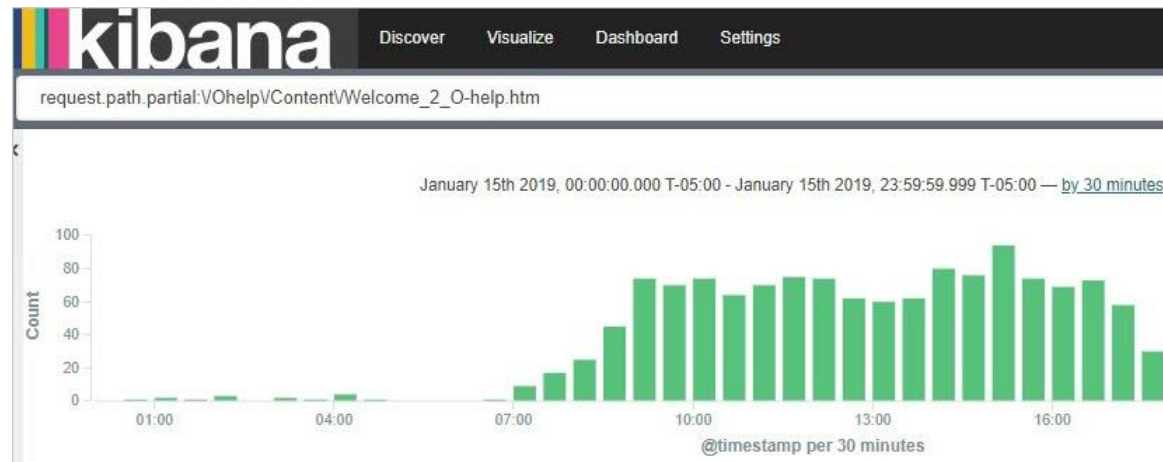 kibana Discover Visualize Dashboard Settings
request.path.partial:\/Ohelp\/Content\/Welcome_2_O-help.htm
January 15th 2019, 00:00:00.000 T-05:00 - January 15th 2019, 23:59:59.999 T-05:00 — by 30 minutes
100
80
60
40
20
0
Count
01:00 04:00 07:00 10:00 13:00 16:00
@timestamp per 30 minutes